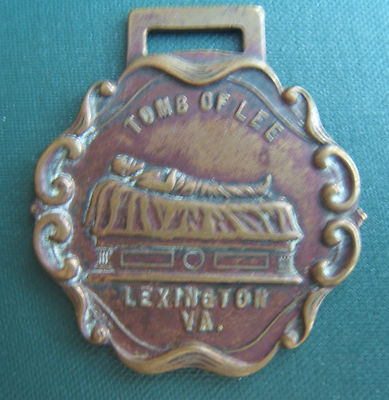 TOMB OF LEE
LEXINGTON
VA.